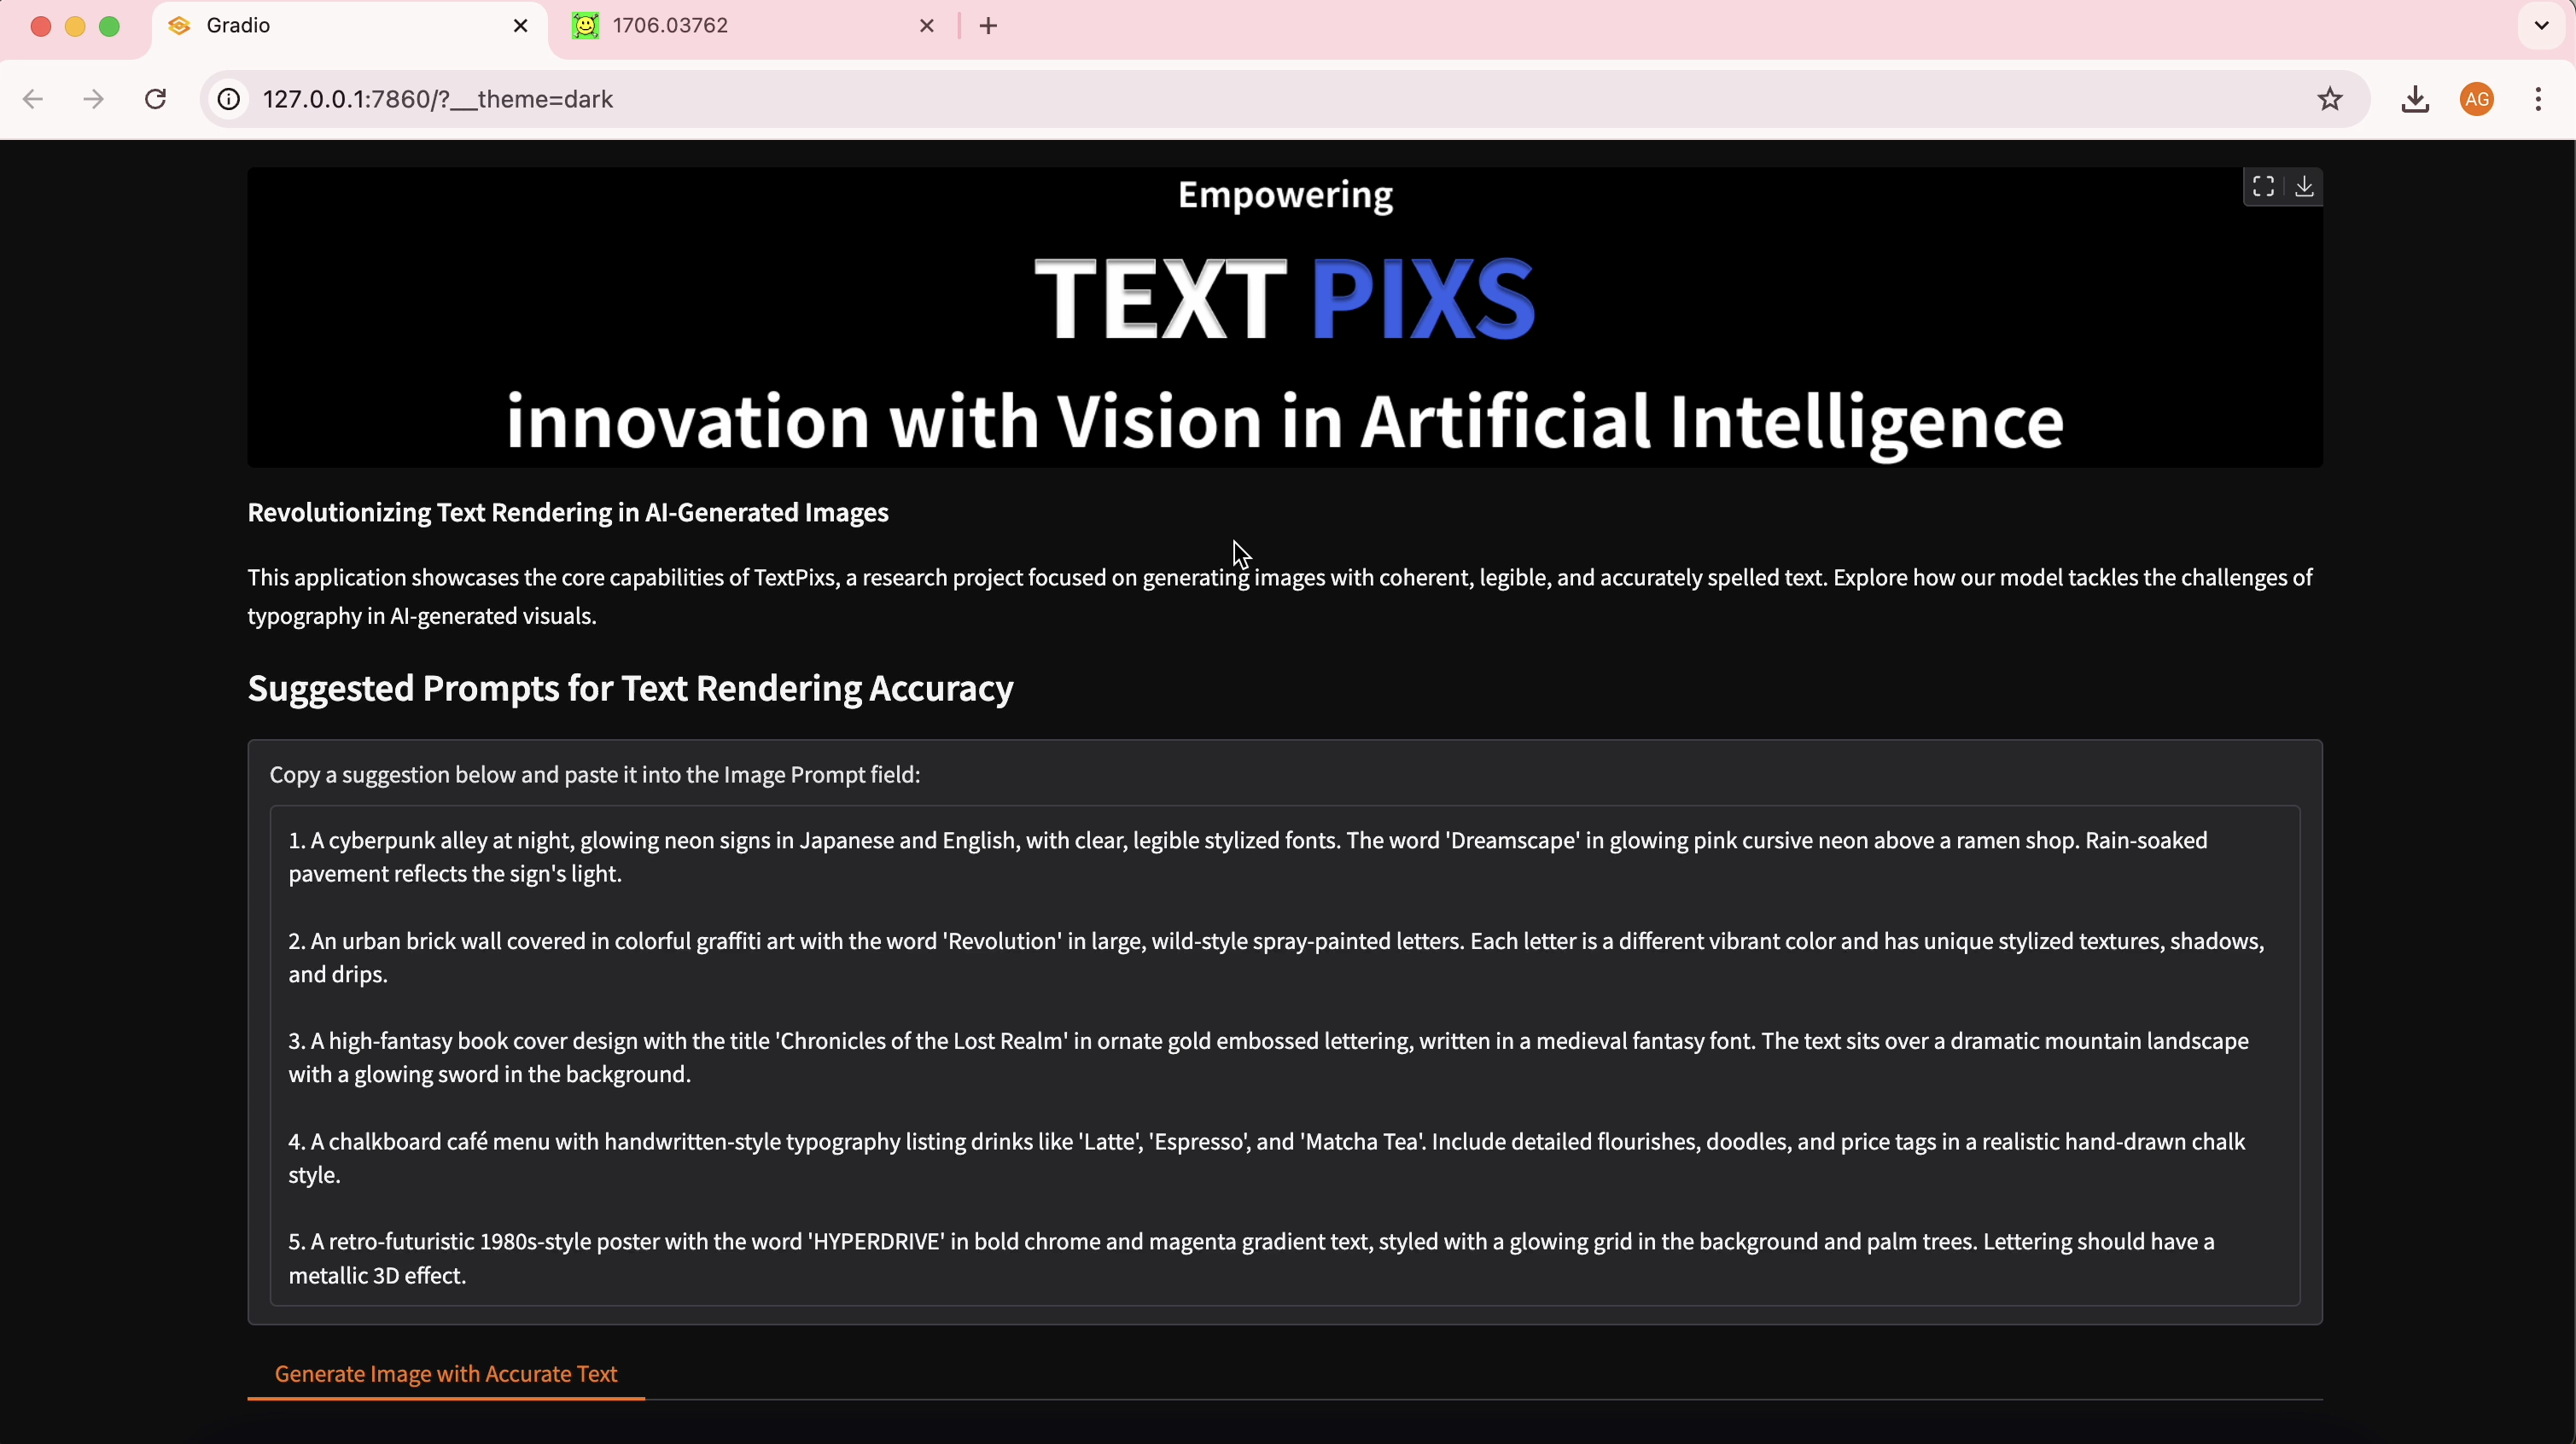 Gradio
1706.03762
127.0.0.1:7860/?__theme=dark
AG
Empowering
TEXT PIXS
innovation with Vision in Artificial Intelligence
Revolutionizing Text Rendering in AI-Generated Images
This application showcases the core capabilities of TextPixs, a research project focused on generating images with coherent, legible, and accurately spelled text. Explore how our model tackles the challenges of
typography in AI-generated visuals.
Suggested Prompts for Text Rendering Accuracy
Copy a suggestion below and paste it into the Image Prompt field:
1. A cyberpunk alley at night, glowing neon signs in Japanese and English, with clear, legible stylized fonts. The word 'Dreamscape' in glowing pink cursive neon above a ramen shop. Rain-soaked
pavement reflects the sign's light.
2. An urban brick wall covered in colorful graffiti art with the word 'Revolution' in large, wild-style spray-painted letters. Each letter is a different vibrant color and has unique stylized textures, shadows,
and drips.
3. A high-fantasy book cover design with the title 'Chronicles of the Lost Realm' in ornate gold embossed lettering, written in a medieval fantasy font. The text sits over a dramatic mountain landscape
with a glowing sword in the background.
4. A chalkboard café menu with handwritten-style typography listing drinks like 'Latte', 'Espresso', and 'Matcha Tea'. Include detailed flourishes, doodles, and price tags in a realistic hand-drawn chalk
style.
5. A retro-futuristic 1980s-style poster with the word 'HYPERDRIVE' in bold chrome and magenta gradient text, styled with a glowing grid in the background and palm trees. Lettering should have a
metallic 3D effect.
Generate Image with Accurate Text